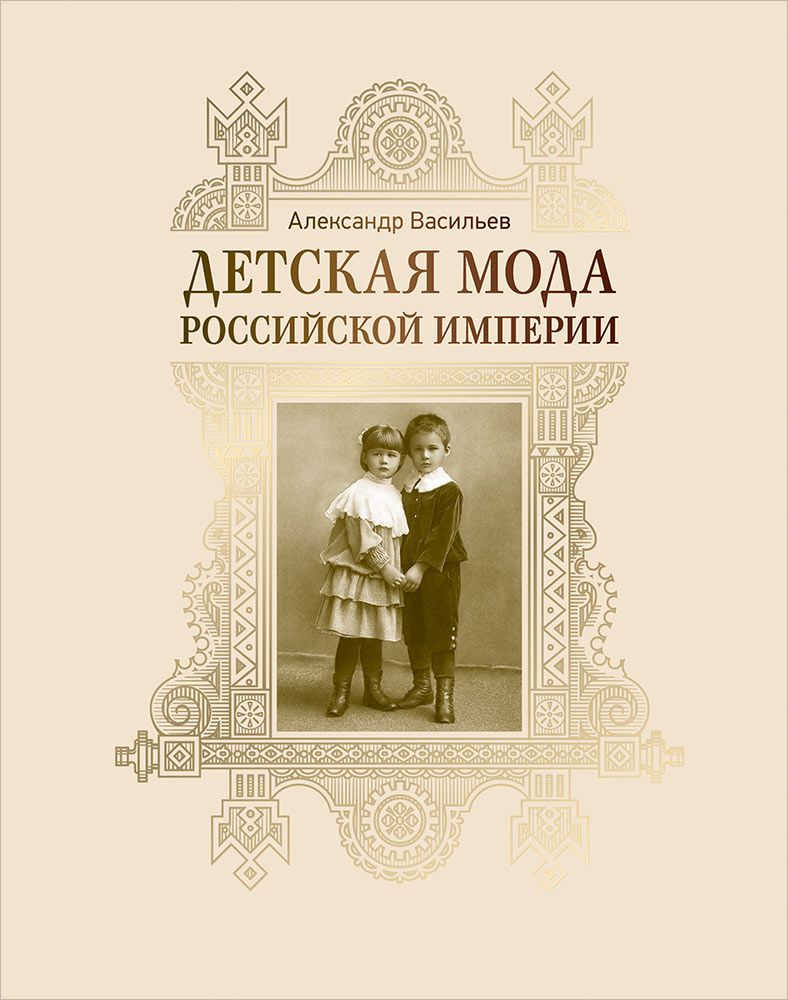 Александр Васильев
ДЕТСКАЯ МОДА
РОССИЙСКОЙ ИМПЕРИИ